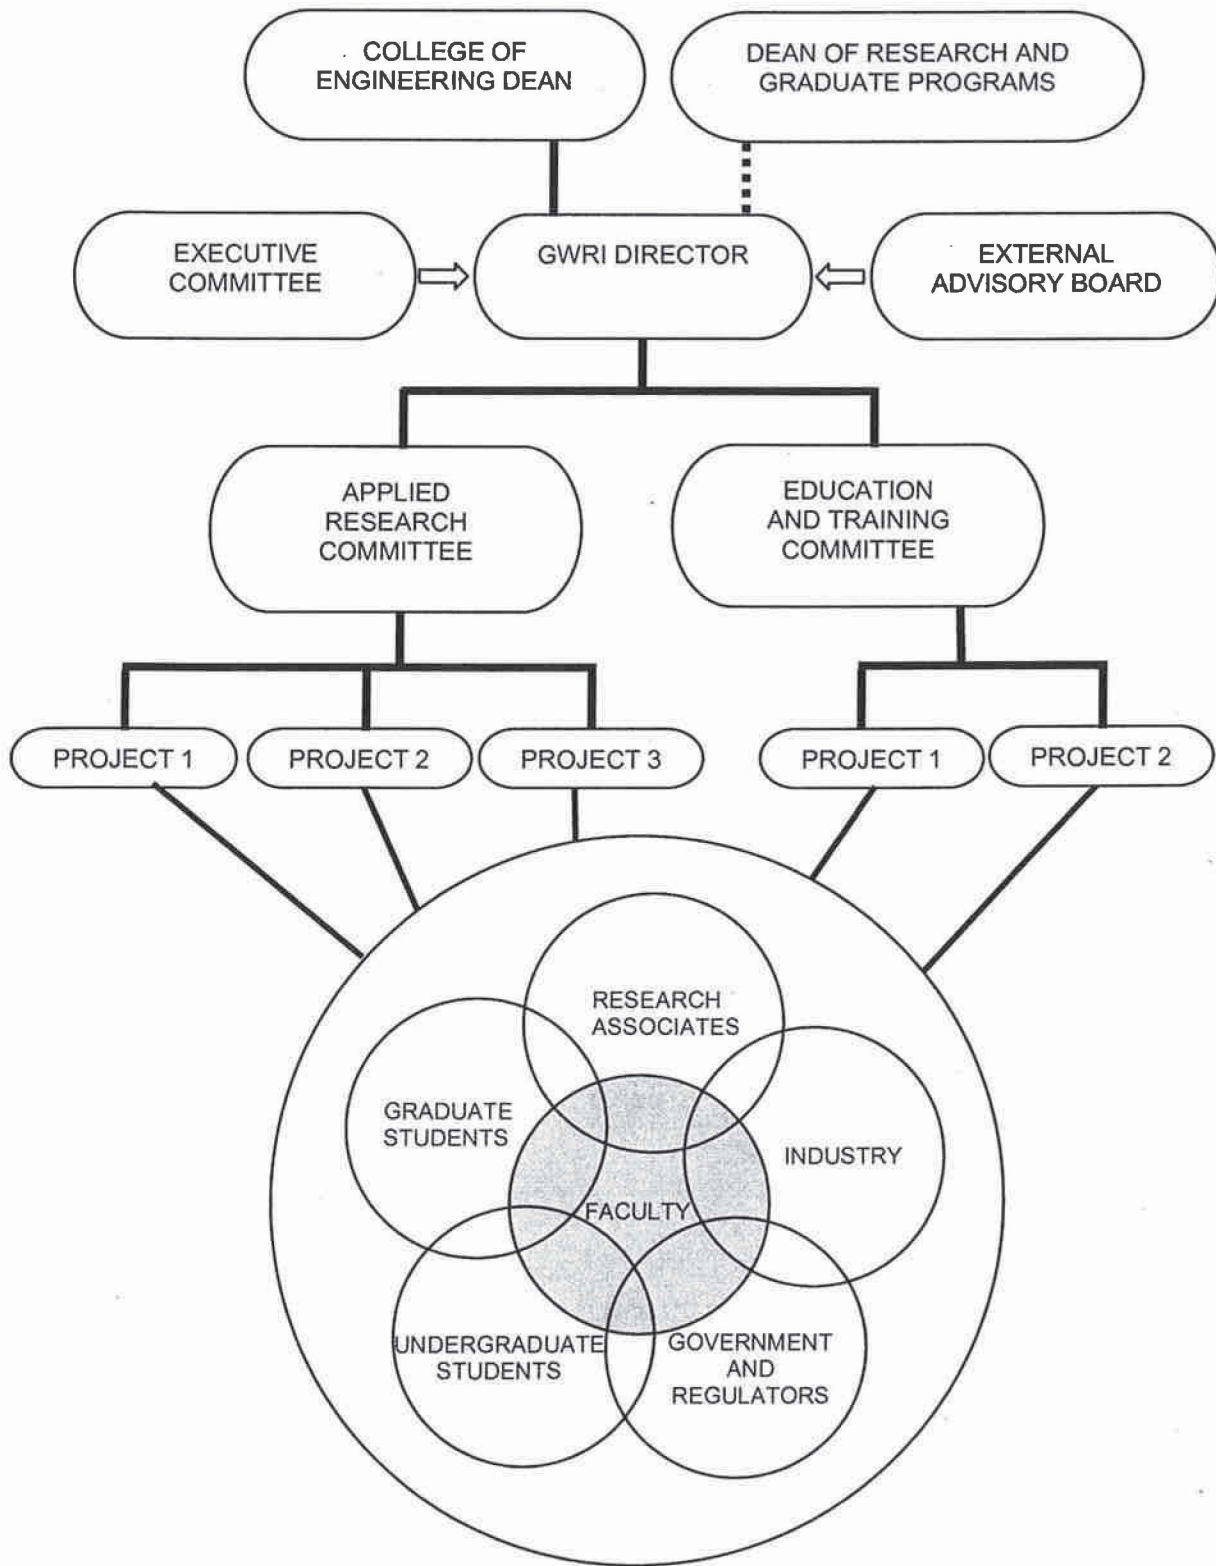 COLLEGE OF
ENGINEERING DEAN
DEAN OF RESEARCH AND
GRADUATE PROGRAMS
EXECUTIVE
COMMITTEE
GWRI DIRECTOR
EXTERNAL
ADVISORY BOARD
APPLIED
RESEARCH
COMMITTEE
EDUCATION
AND TRAINING
COMMITTEE
PROJECT 1
PROJECT 2
PROJECT 3
PROJECT 1
PROJECT 2
RESEARCH
ASSOCIATES
GRADUATE
STUDENTS
INDUSTRY
FACULTY
UNDERGRADUATE
STUDENTS
GOVERNMENT
AND
REGULATORS